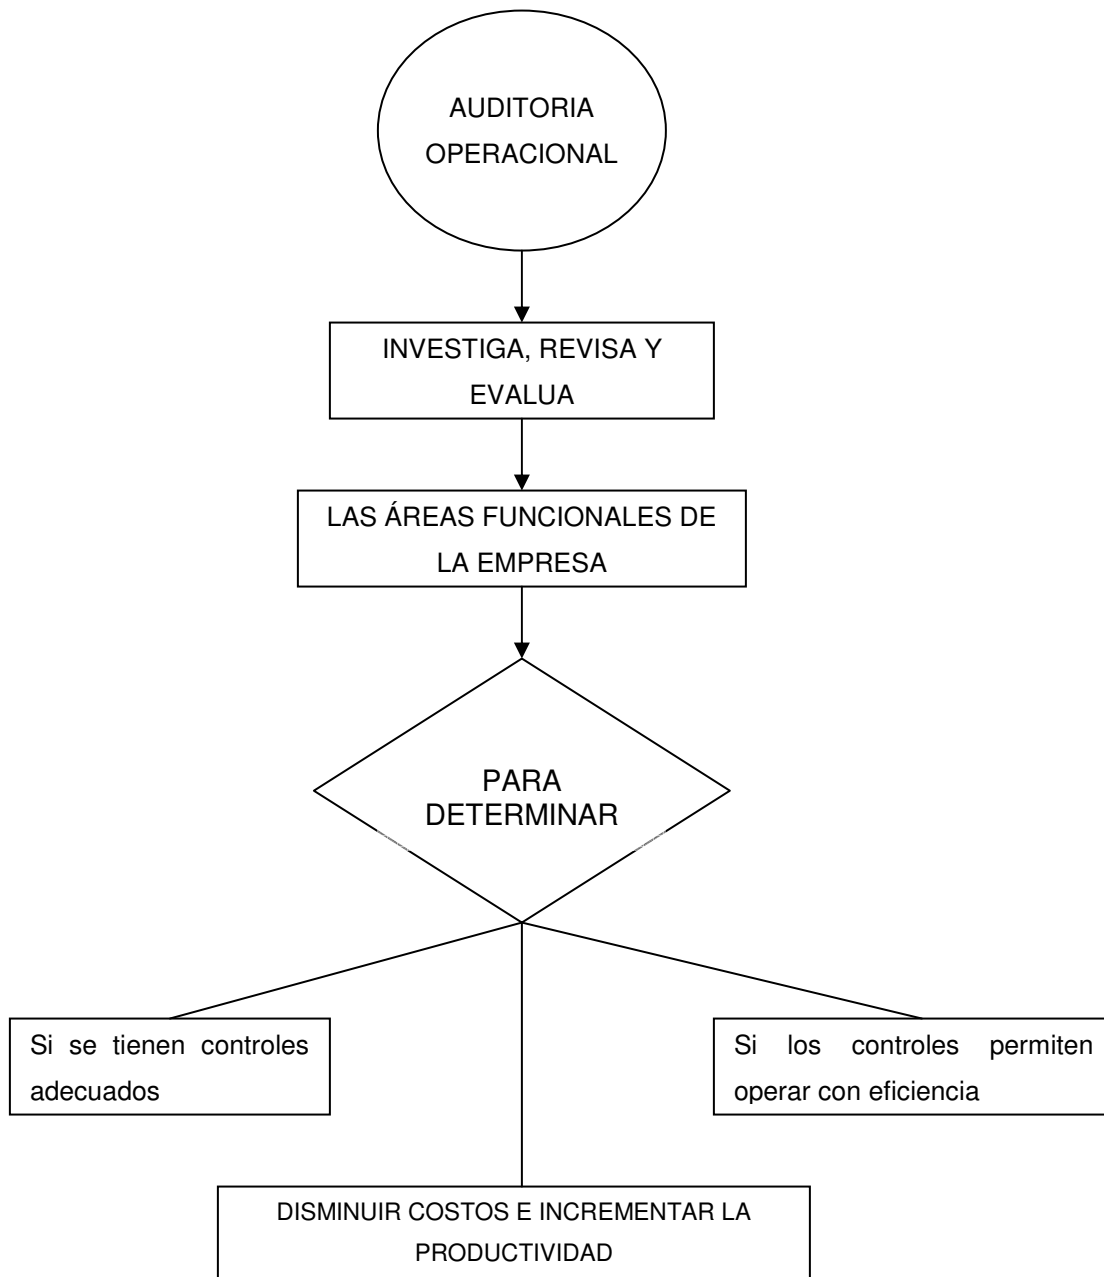 AUDITORIA
OPERACIONAL
INVESTIGA, REVISA Y
EVALUA
LAS ÁREAS FUNCIONALES DE
LA EMPRESA
PARA
DETERMINAR
Si se tienen controles
adecuados
Si los controles permiten
operar con eficiencia
DISMINUIR COSTOS E INCREMENTAR LA
PRODUCTIVIDAD